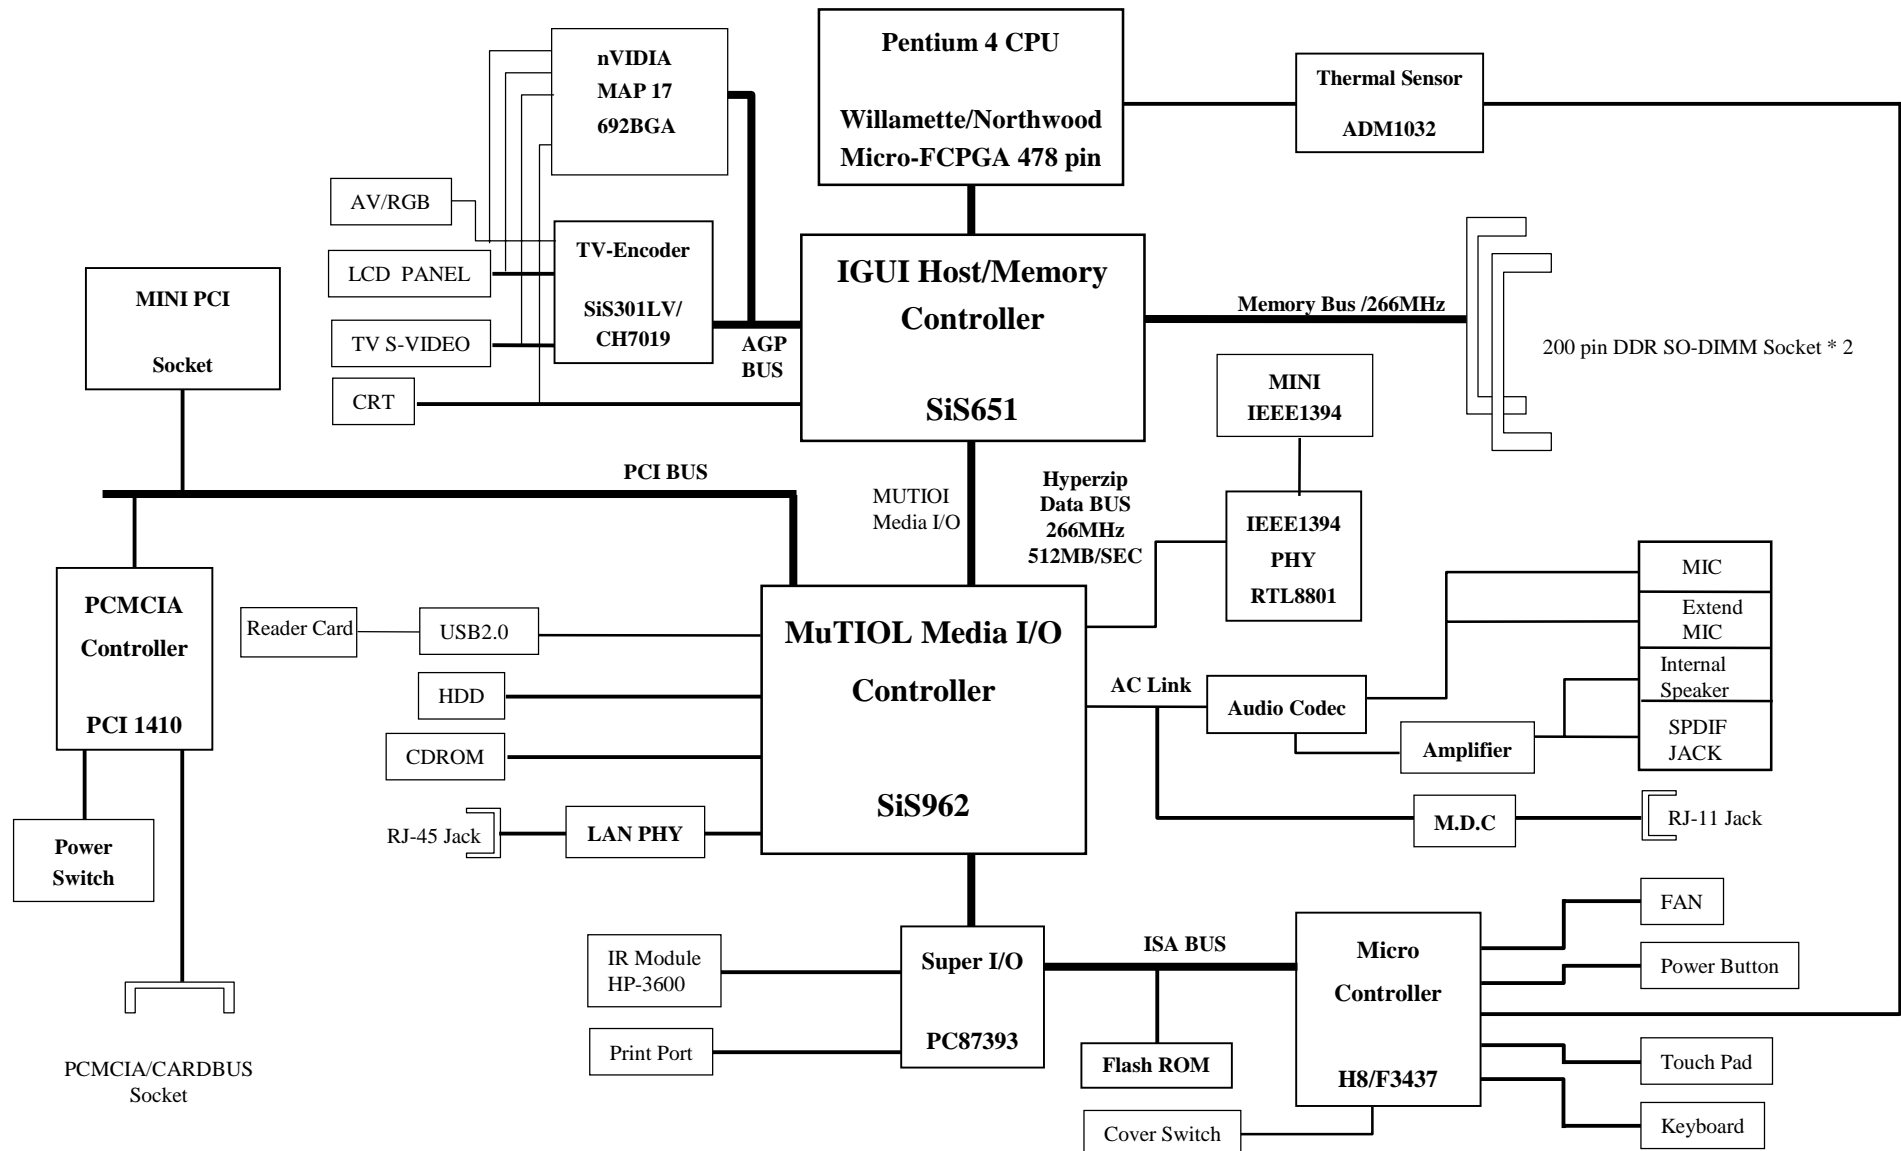 nVIDIA
MAP 17
692BGA
Pentium 4 CPU
Willamette/Northwood
Micro-FCPGA 478 pin
Thermal Sensor
ADM1032
AV/RGB
LCD PANEL
TV S-VIDEO
CRT
TV-Encoder
SiS301LV/
CH7019
AGP
BUS
IGUI Host/Memory
Controller
SiS651
Memory Bus /266MHz
200 pin DDR SO-DIMM Socket * 2
MINI PCI
Socket
MINI
IEEE1394
PCI BUS
MUTIOI
Media I/O
Hyperzip
Data BUS
266MHz
512MB/SEC
IEEE1394
PHY
RTL8801
PCMCIA
Controller
PCI 1410
Reader Card
USB2.0
HDD
CDROM
RJ-45 Jack
LAN PHY
MuTIOL Media I/O
Controller
SiS962
AC Link
Audio Codec
Amplifier
MIC
Extend
MIC
Internal
Speaker
SPDIF
JACK
M.D.C
RJ-11 Jack
Power
Switch
PCMCIA/CARDBUS
Socket
IR Module
HP-3600
Print Port
Super I/O
PC87393
ISA BUS
Flash ROM
Micro
Controller
H8/F3437
Cover Switch
FAN
Power Button
Touch Pad
Keyboard